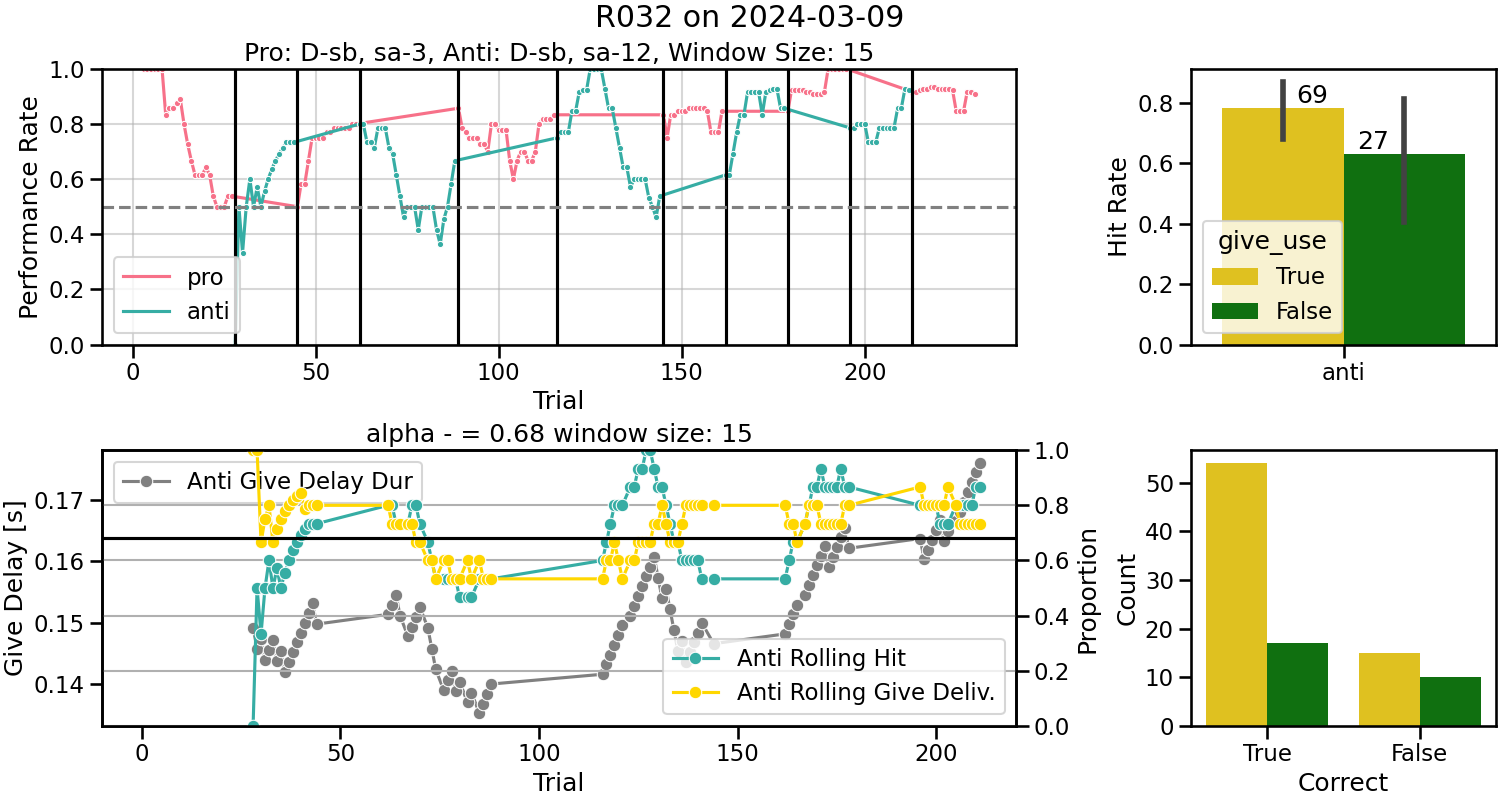 R032 on 2024-03-09
Pro: D-sb, sa-3, Anti: D-sb, sa-12, Window Size: 15
Performance Rate
1.0
0.8
0.6
0.4
0.2
0.0
pro
anti
0
50
100
150
200
Trial
Hit Rate
0.8
0.6
0.4
0.2
0.0
69
27
give_use
True
False
anti
alpha - = 0.68 window size: 15
Give Delay [s]
0.17
0.16
0.15
0.14
Anti Give Delay Dur
Anti Rolling Hit
Anti Rolling Give Deliv.
1.0
0.8
0.6
0.4
0.2
0.0
Proportion
0
50
100
150
200
Trial
Count
50
40
30
20
10
0
True
False
Correct